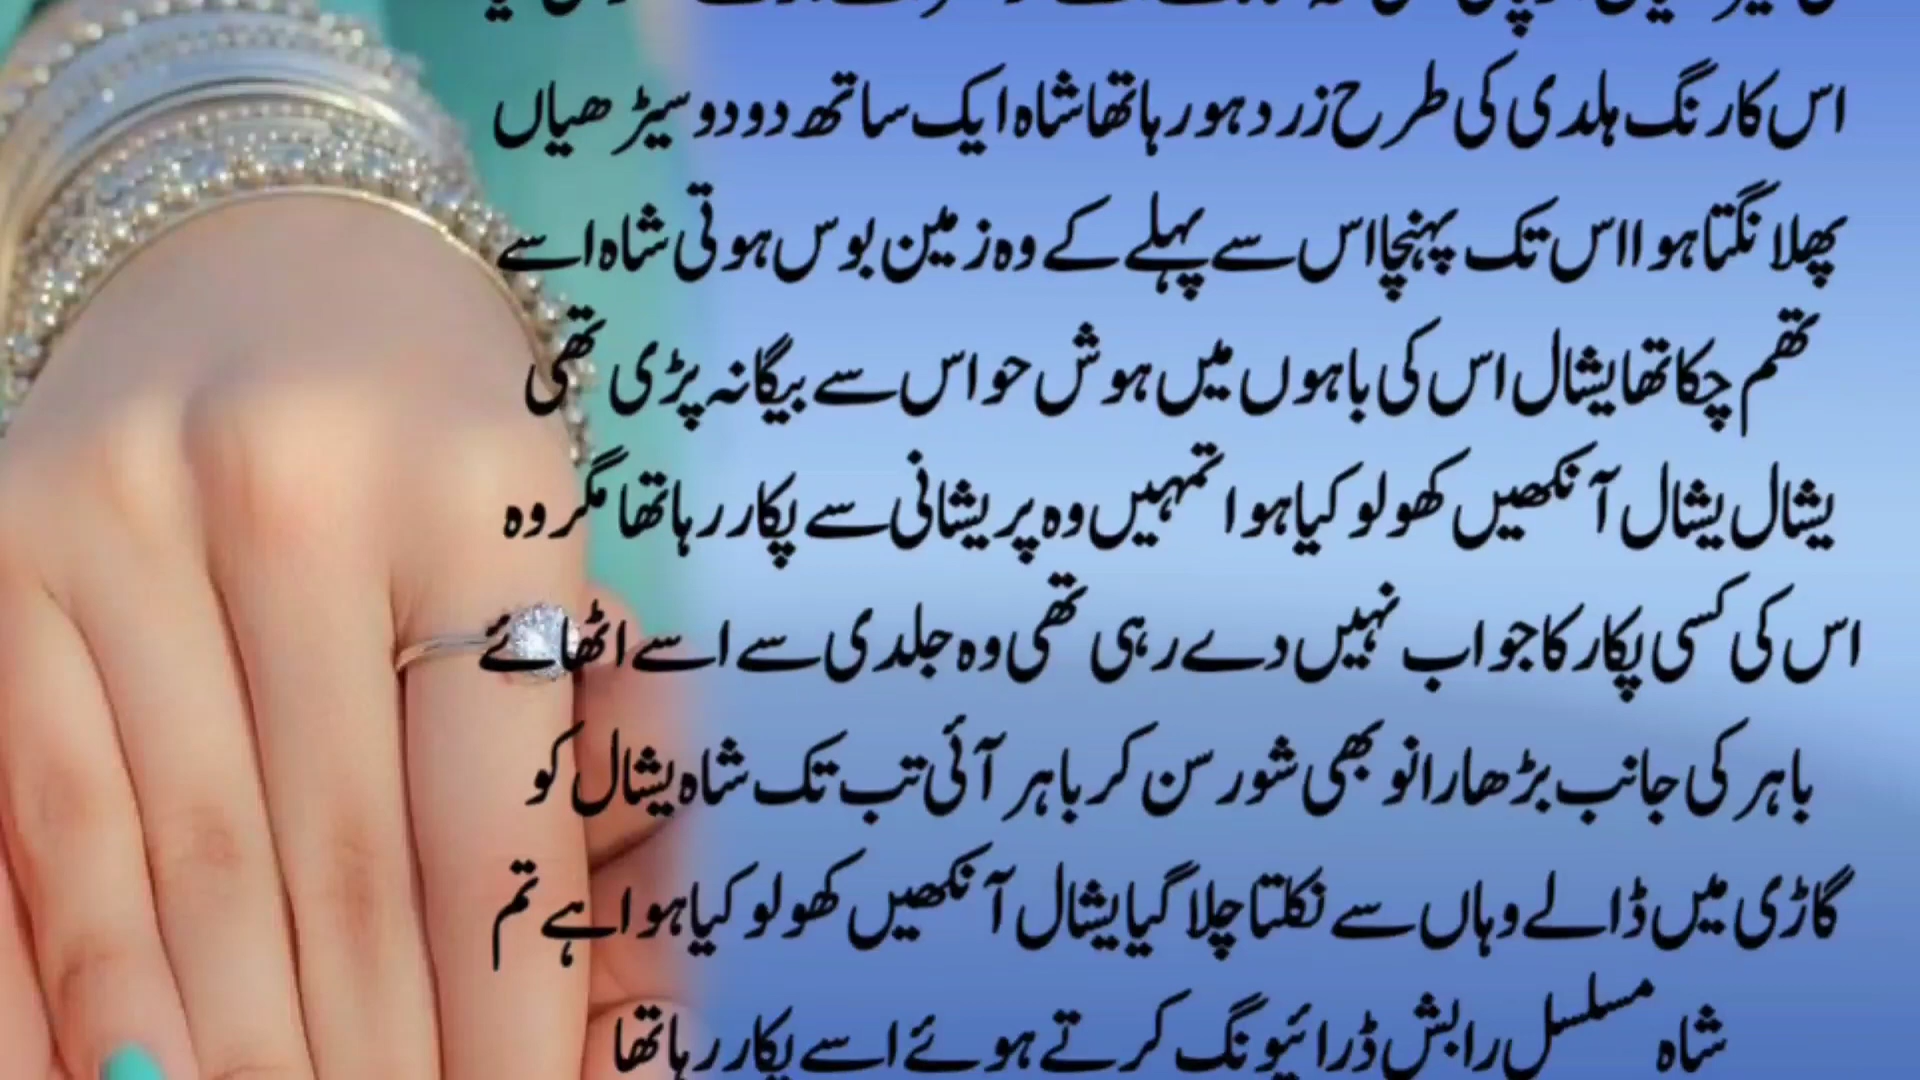 اس کا رنگ ہلدی کی طرح زرد ہو رہا تھا شاہ ایک ساتھ دو دو سیڑھیاں
پھلانگتا ہوا اس تک پہنچا اس سے پہلے کے وہ زمین بوس ہوتی شاہ اسے
تھم چکا تھا یشال اس کی باہوں میں ہوش حواس سے بیگانہ پڑی تھی
یشال یشال آنکھیں کھولو کیا ہوا تمہیں وہ پریشانی سے پکار رہا تھا مگر وہ
اس کی کسی پکار کا جواب نہیں دے رہی تھی وہ جلدی سے اسے اٹھائے
باہر کی جانب بڑھا رانو بھی شور سن کر باہر آئی تب تک شاہ یشال کو
گاڑی میں ڈالے وہاں سے نکلتا چلا گیا یشال آنکھیں کھولو کیا ہوا ہے تم
شاہ مسلسل رابش ڈرائیونگ کرتے ہوئے اسے پکار رہا تھا